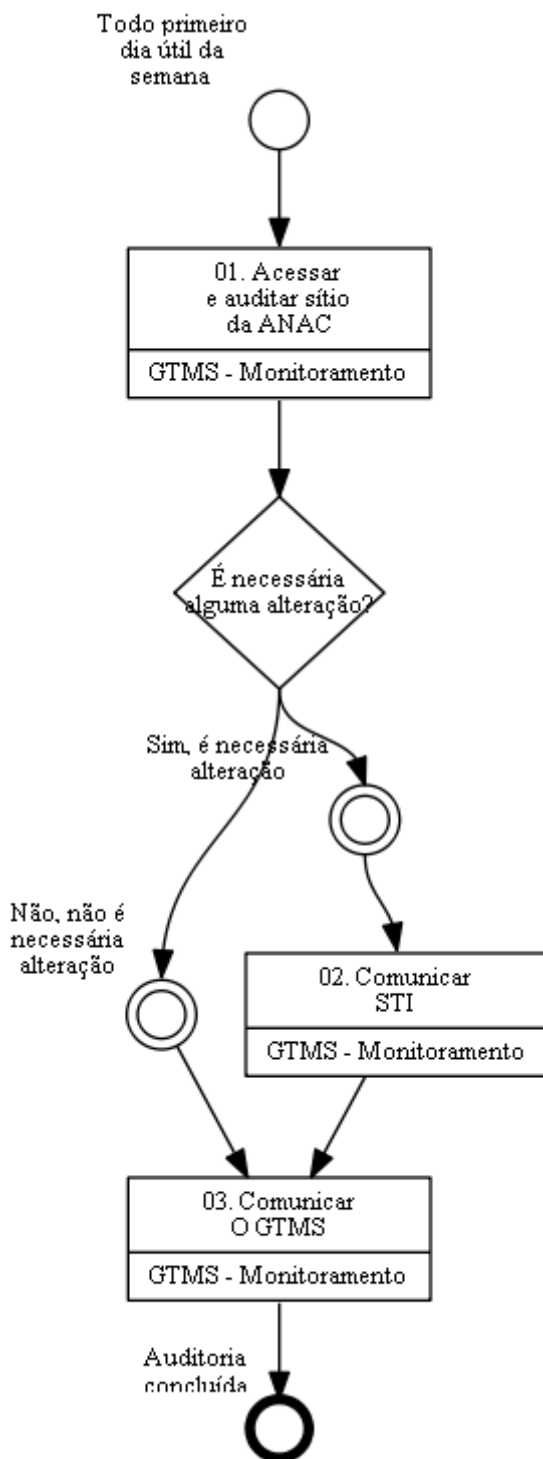 Todo primeiro
dia útil da
semana
01. Acessar
e auditar sítio
da ANAC
GTMS - Monitoramento
É necessária
alguma alteração?
Sim, é necessária
alteração
Não, não é
necessária
alteração
02. Comunicar
STI
GTMS - Monitoramento
03. Comunicar
O GTMS
GTMS - Monitoramento
Auditoria
concluída